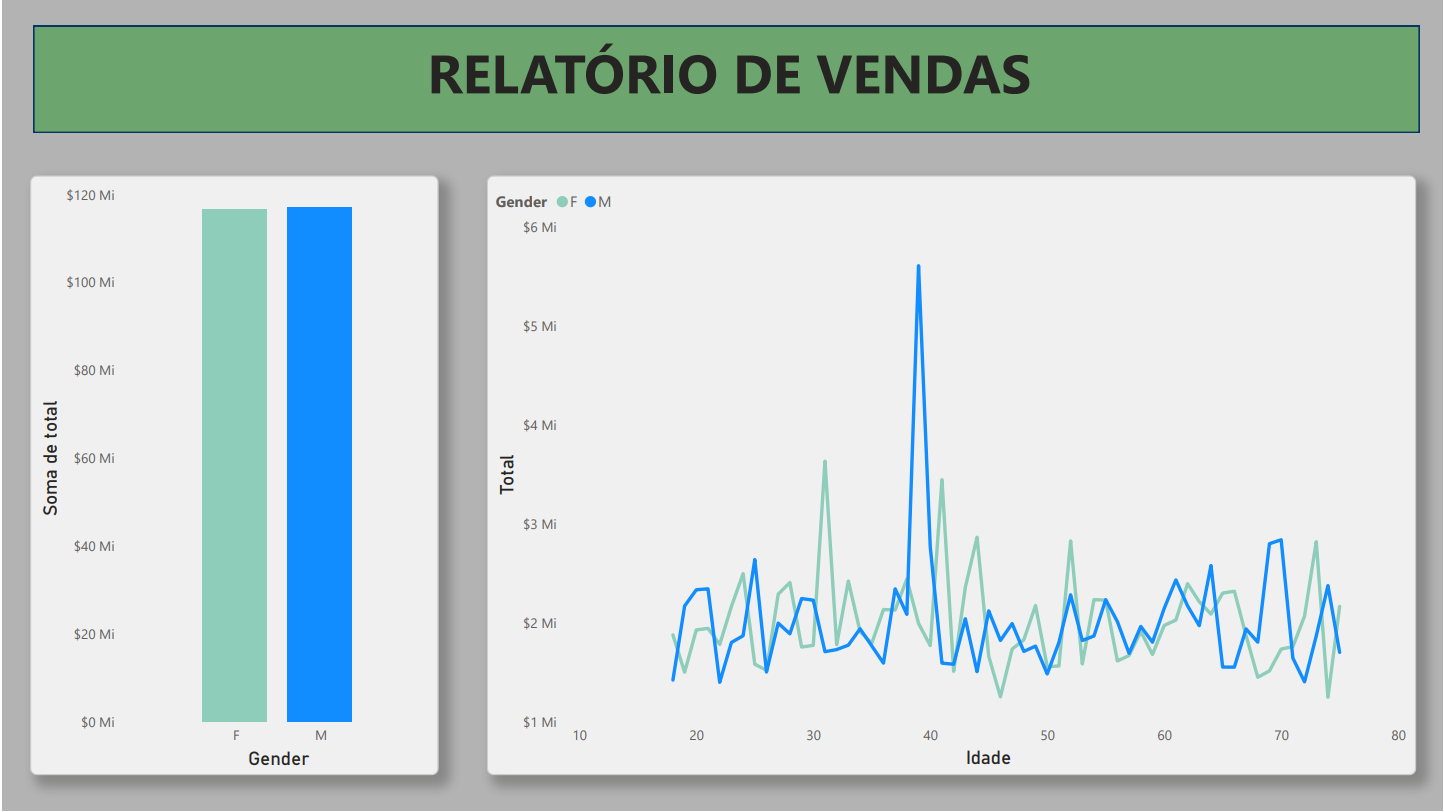 RELATÓRIO DE VENDAS
$120 Mi
$100 Mi
$80 Mi
$60 Mi
$40 Mi
$20 Mi
$0 Mi
Soma de total
F M
Gender
Gender F M
$6 Mi
$5 Mi
$4 Mi
$3 Mi
$2 Mi
$1 Mi
Total
10 20 30 40 50 60 70 80
Idade